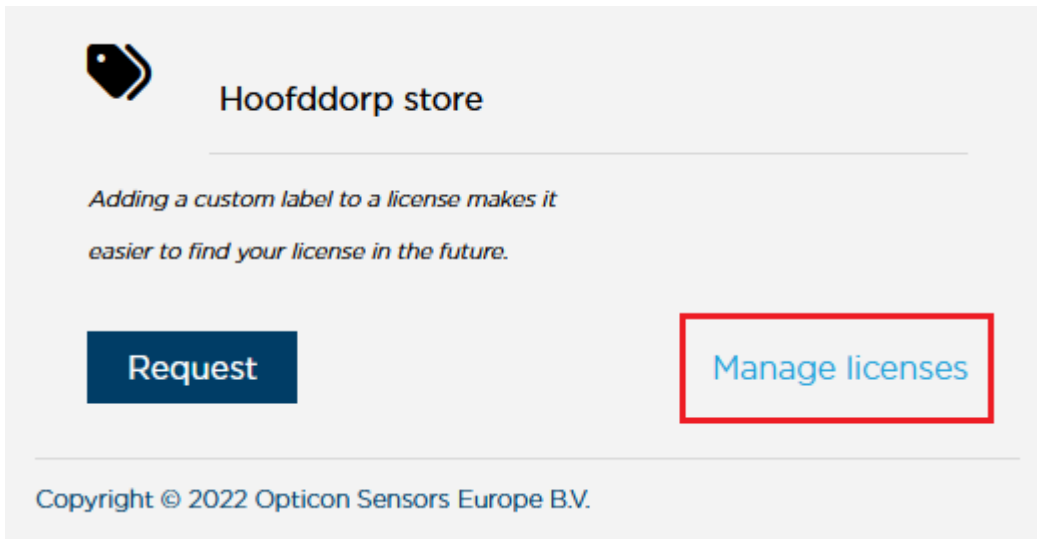 Hoofddorp store
Adding a custom label to a license makes it
easier to find your license in the future.
Request
Manage licenses
Copyright © 2022 Opticon Sensors Europe B.V.